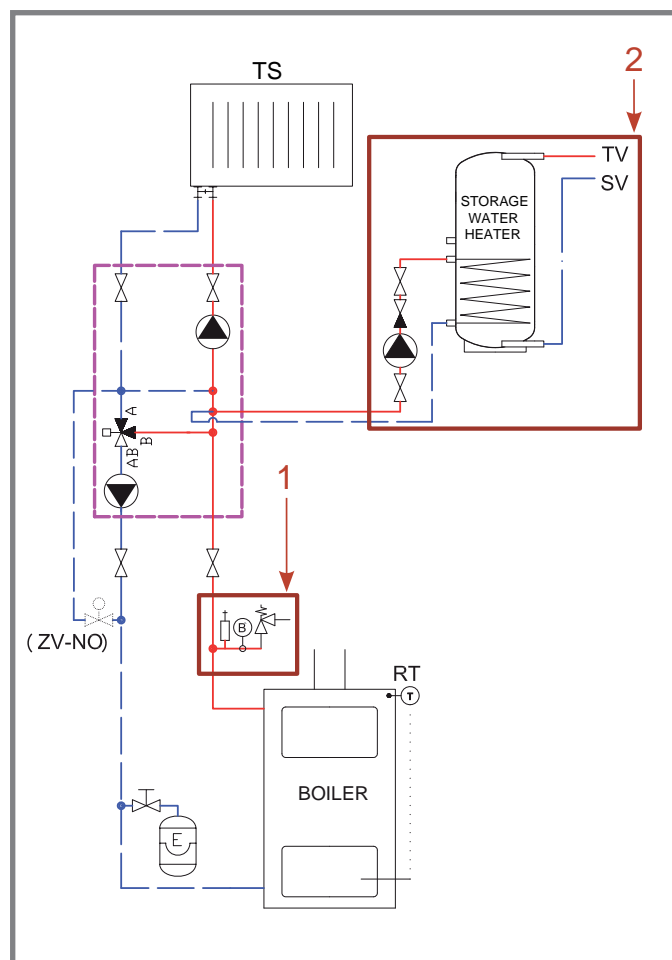 TS
2
TV
SV
STORAGE
WATER
HEATER
A
B
AB
1
(ZV-NO)
B
RT
T
BOILER
E